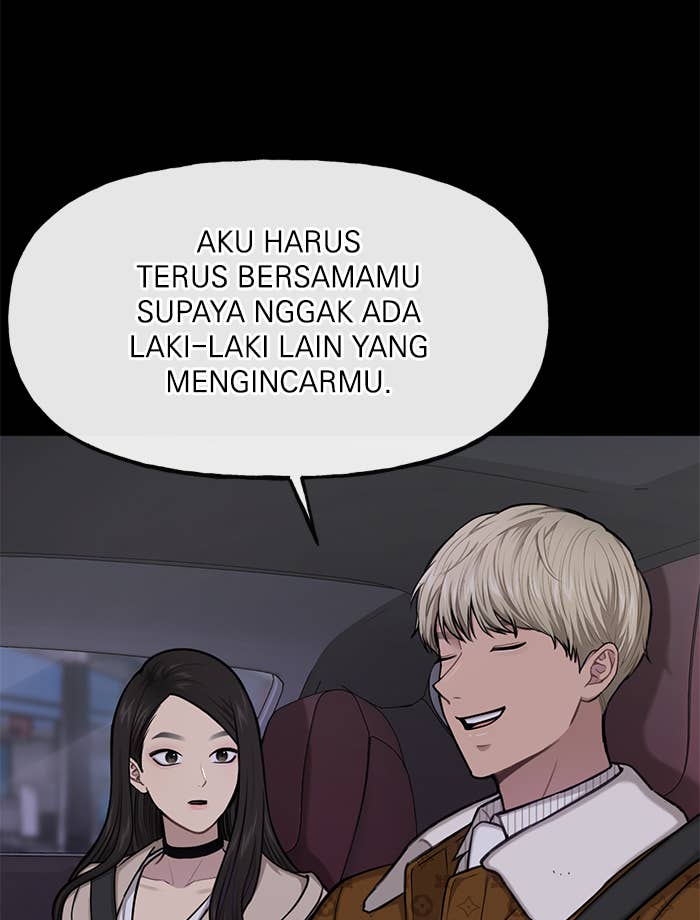 AKU HARUS
TERUS BERSAMAMU
SUPAYA NGGAK ADA
LAKI-LAKI LAIN YANG
MENGINCARMU.